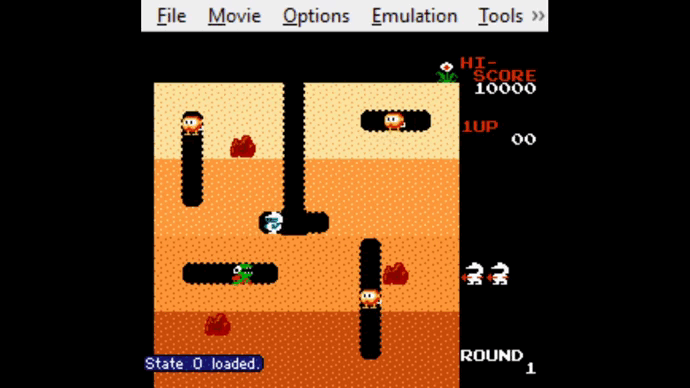 File Movie Options Emulation Tools »
HI-
SCORE
10000
1UP
00
ROUND
1
State 0 loaded.